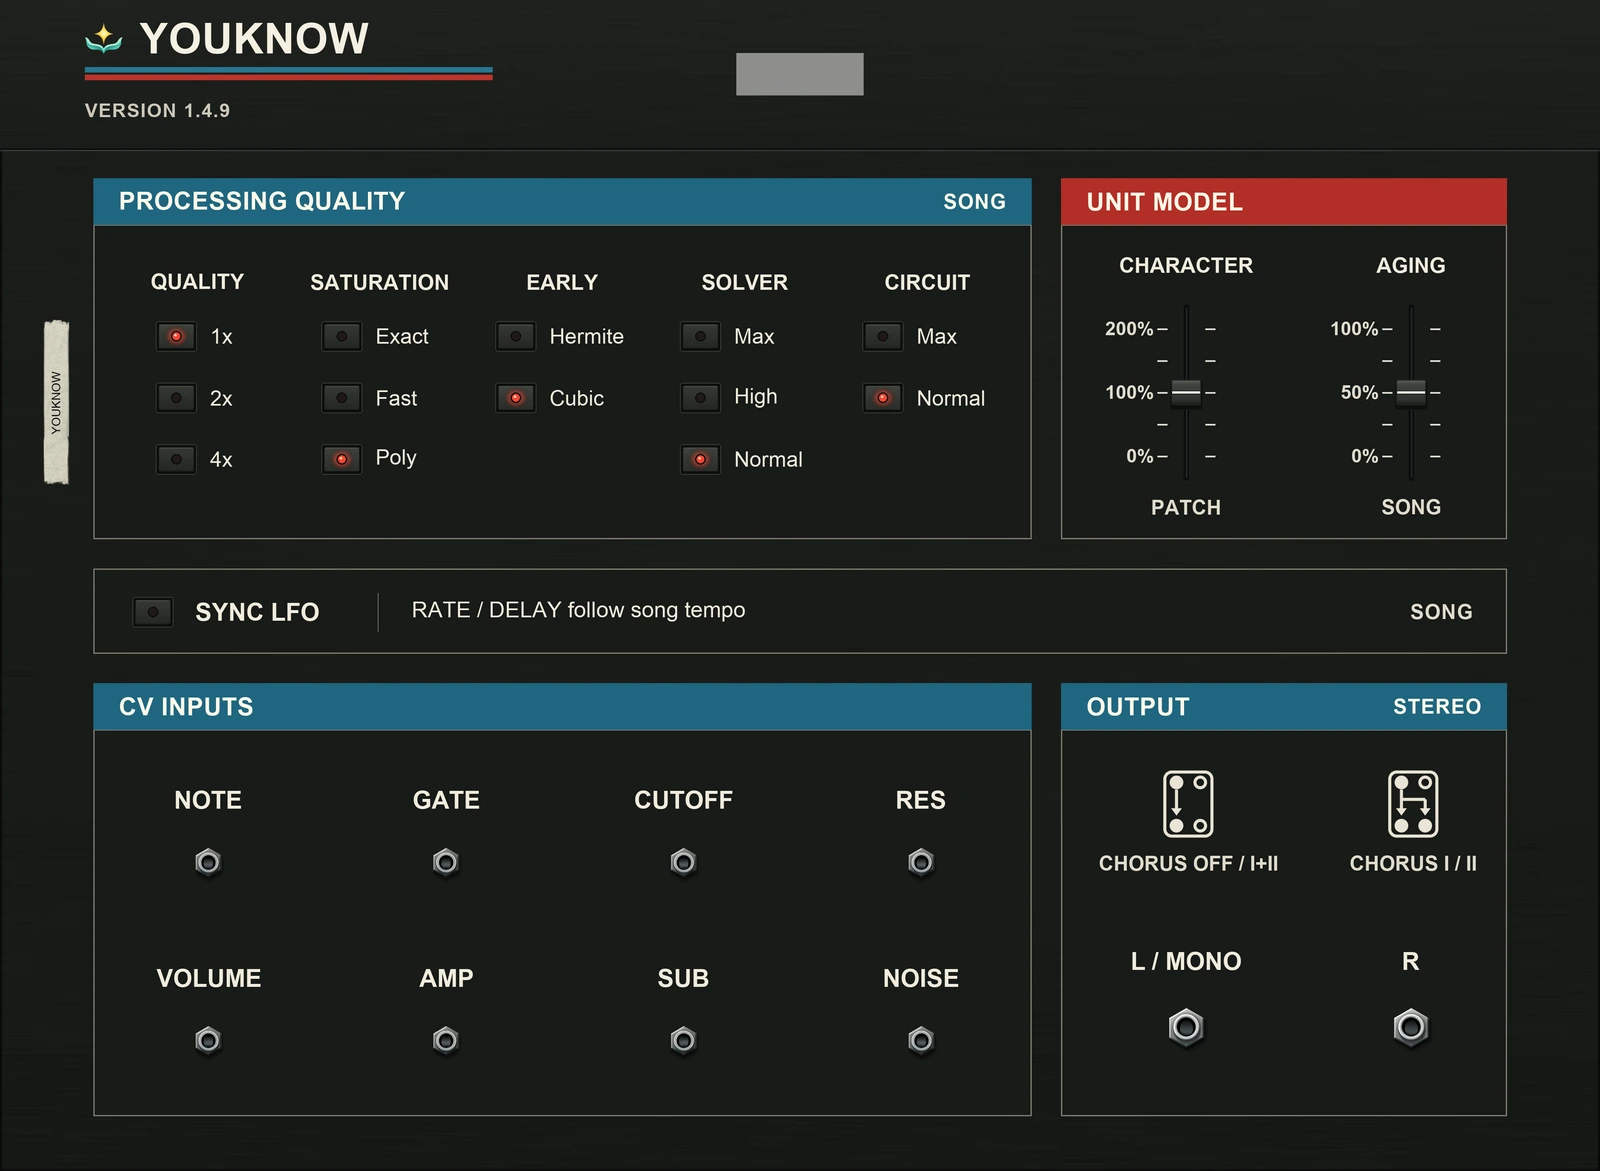 YOUKNOW
VERSION 1.4.9
PROCESSING QUALITY SONG
QUALITY SATURATION EARLY SOLVER CIRCUIT
1x Exact Hermite Max Max
2x Fast Cubic High Normal
4x Poly Normal
UNIT MODEL
CHARACTER AGING
200% 100%
100% 50%
0% 0%
PATCH SONG
YOUKNOW
SYNC LFO RATE / DELAY follow song tempo SONG
CV INPUTS
NOTE GATE CUTOFF RES
VOLUME AMP SUB NOISE
OUTPUT STEREO
CHORUS OFF / I+II CHORUS I / II
L / MONO R